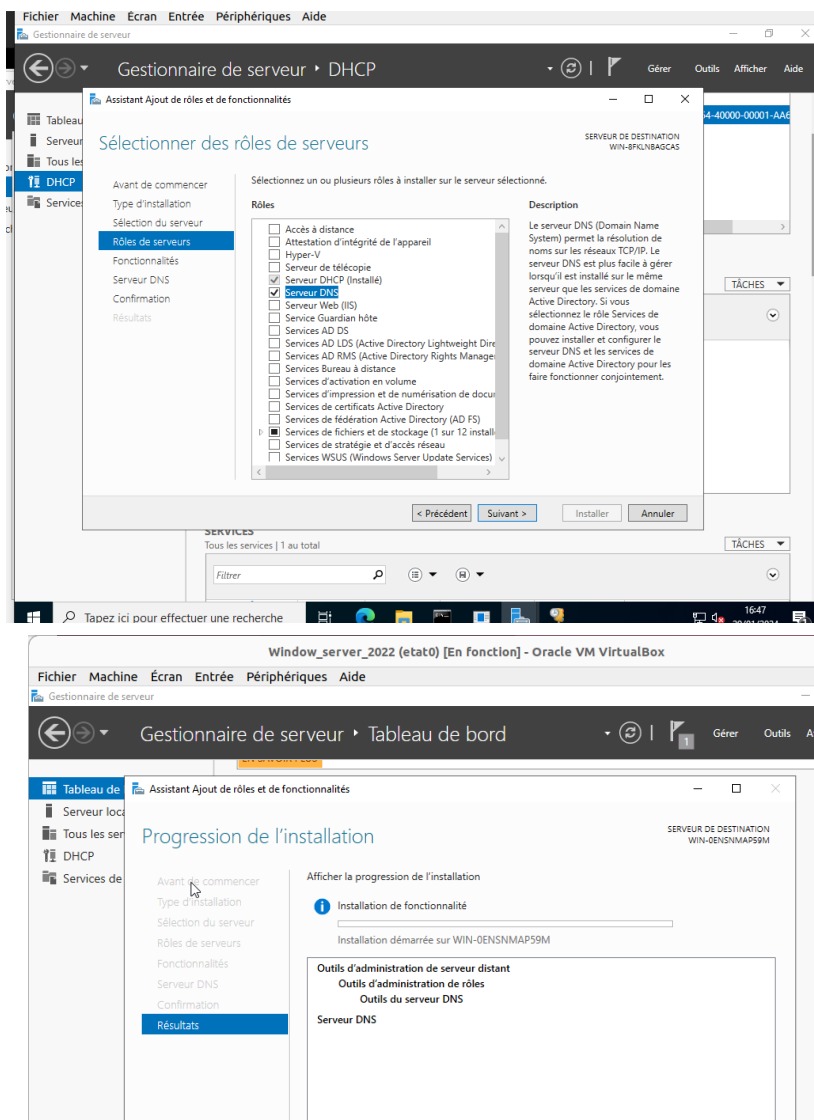 Fichier Machine Écran Entrée Périphériques Aide
Gestionnaire de serveur
Gestionnaire de serveur • DHCP
Gérer Outils Afficher Aide
Assistant Ajout de rôles et de fonctionnalités
Tableau
Serveur
Tous les
DHCP
Services
54-40000-00001-AA6
Sélectionner des rôles de serveurs
SERVEUR DE DESTINATION
WIN-8FKLNBAGCAS
Avant de commencer
Type d'installation
Sélection du serveur
Rôles de serveurs
Fonctionnalités
Serveur DNS
Confirmation
Résultats
Sélectionnez un ou plusieurs rôles à installer sur le serveur sélectionné.
Rôles
Accès à distance
Attestation d'intégrité de l'appareil
Hyper-V
Serveur de télécopie
Serveur DHCP (Installé)
Serveur DNS
Serveur Web (IIS)
Service Guardian hôte
Services AD DS
Services AD LDS (Active Directory Lightweight Dire
Services AD RMS (Active Directory Rights Manage
Services Bureau à distance
Services d'activation en volume
Services d'impression et de numérisation de docu
Services de certificats Active Directory
Services de fédération Active Directory (AD FS)
Services de fichiers et de stockage (1 sur 12 install
Services de stratégie et d'accès réseau
Services WSUS (Windows Server Update Services)
Description
Le serveur DNS (Domain Name
System) permet la résolution de
noms sur les réseaux TCP/IP. Le
serveur DNS est plus facile à gérer
lorsqu'il est installé sur le même
serveur que les services de domaine
Active Directory. Si vous
sélectionnez le rôle Services de
domaine Active Directory, vous
pouvez installer et configurer le
serveur DNS et les services de
domaine Active Directory pour les
faire fonctionner conjointement.
TÂCHES
< Précédent Suivant > Installer Annuler
SERVICES
Tous les services | 1 au total
TÂCHES
Filtrer
Tapez ici pour effectuer une recherche
16:47
Window_server_2022 (etat0) [En fonction] - Oracle VM VirtualBox
Fichier Machine Écran Entrée Périphériques Aide
Gestionnaire de serveur
Gestionnaire de serveur • Tableau de bord
1
Gérer Outils
EN SAVOIR PLUS
Tableau de
Serveur loca
Tous les ser
DHCP
Services de
Assistant Ajout de rôles et de fonctionnalités
Progression de l'installation
SERVEUR DE DESTINATION
WIN-0ENSNMAP59M
Avant de commencer
Type d'installation
Sélection du serveur
Rôles de serveurs
Fonctionnalités
Serveur DNS
Confirmation
Résultats
Afficher la progression de l'installation
Installation de fonctionnalité
Installation démarrée sur WIN-0ENSNMAP59M
Outils d'administration de serveur distant
Outils d'administration de rôles
Outils du serveur DNS
Serveur DNS